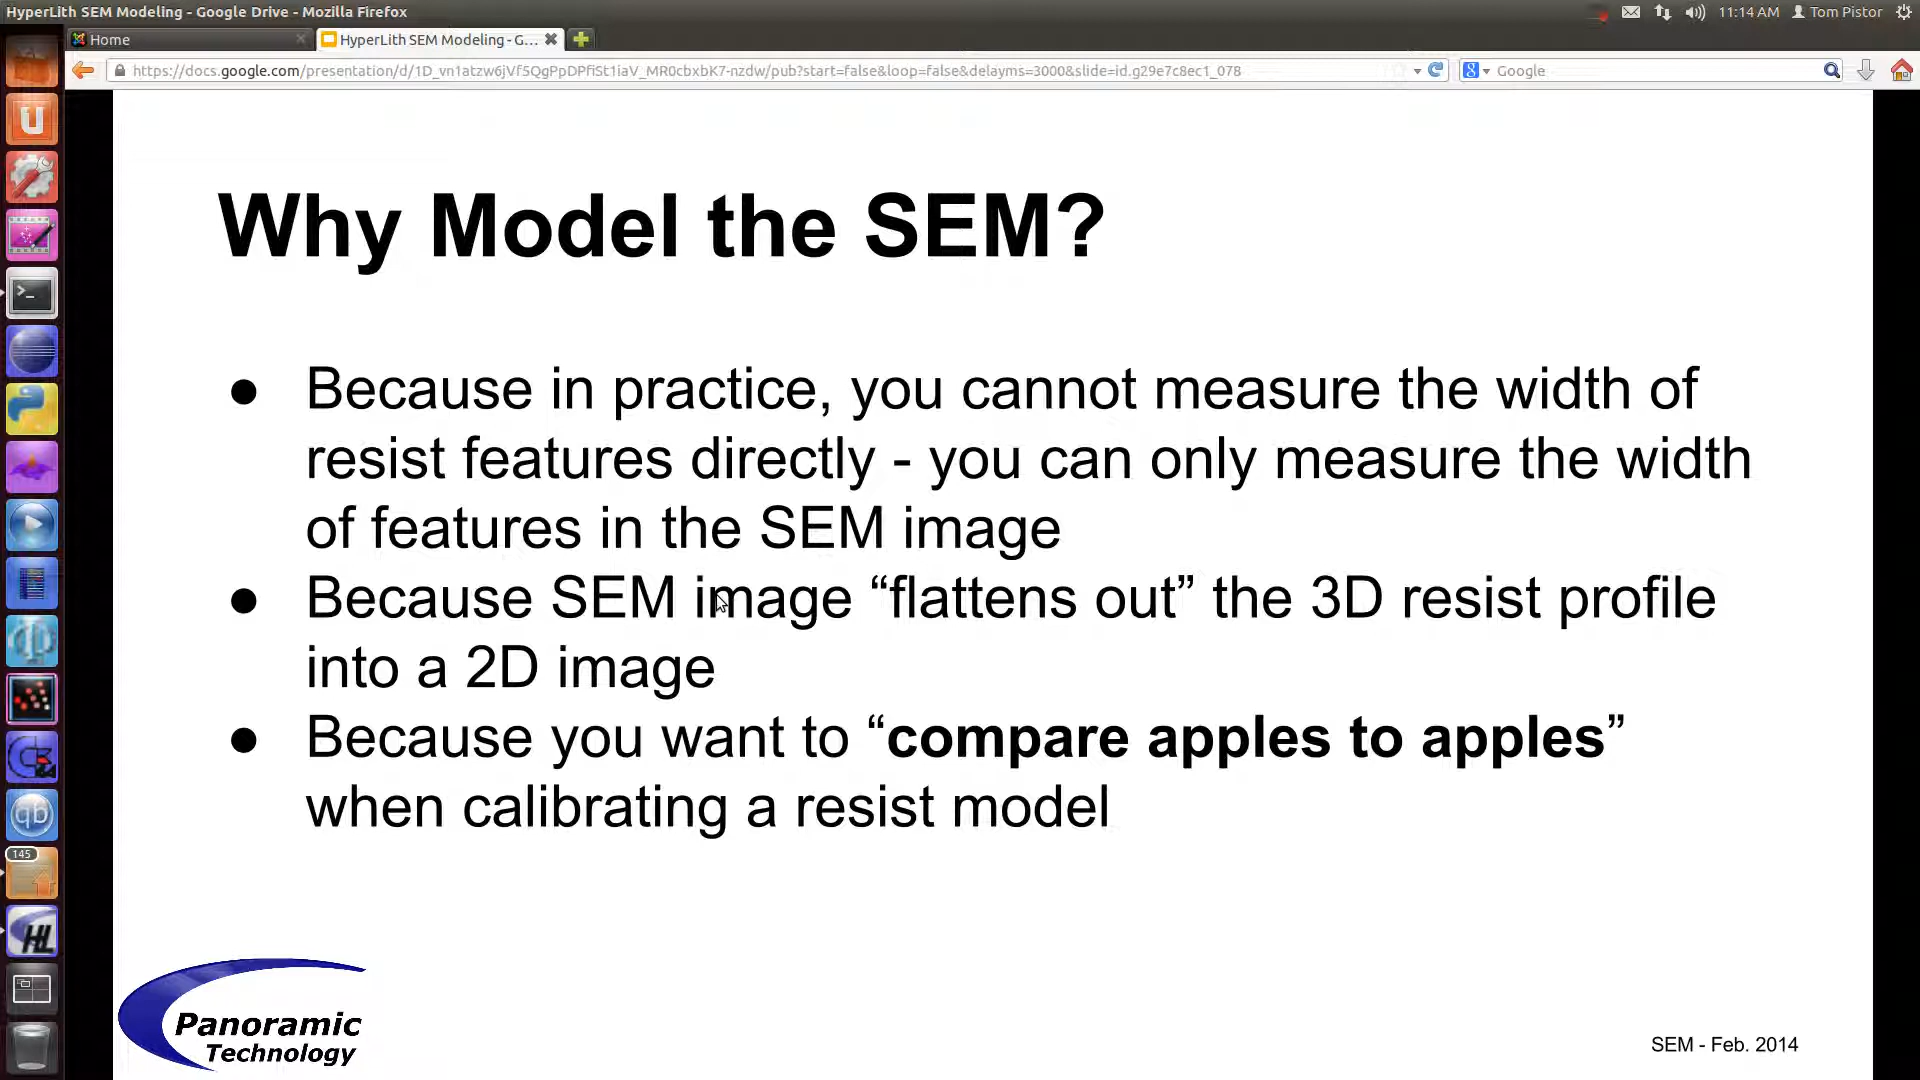 HyperLith SEM Modeling - Google Drive - Mozilla Firefox
11:14 AM
Tom Pistor
Home
HyperLith SEM Modeling - G...
https://docs.google.com/presentation/d/1D_vn1atzw6jVf5QgPpDPfiSt1iaV_MR0cbxbK7-nzdw/pub?start=false&loop=false&delayms=3000&slide=id.g29e7c8ec1_078
Google
Why Model the SEM?
● Because in practice, you cannot measure the width of
resist features directly - you can only measure the width
of features in the SEM image
● Because SEM image “flattens out” the 3D resist profile
into a 2D image
● Because you want to “compare apples to apples”
when calibrating a resist model
qb
145
HL
Panoramic
Technology
SEM - Feb. 2014